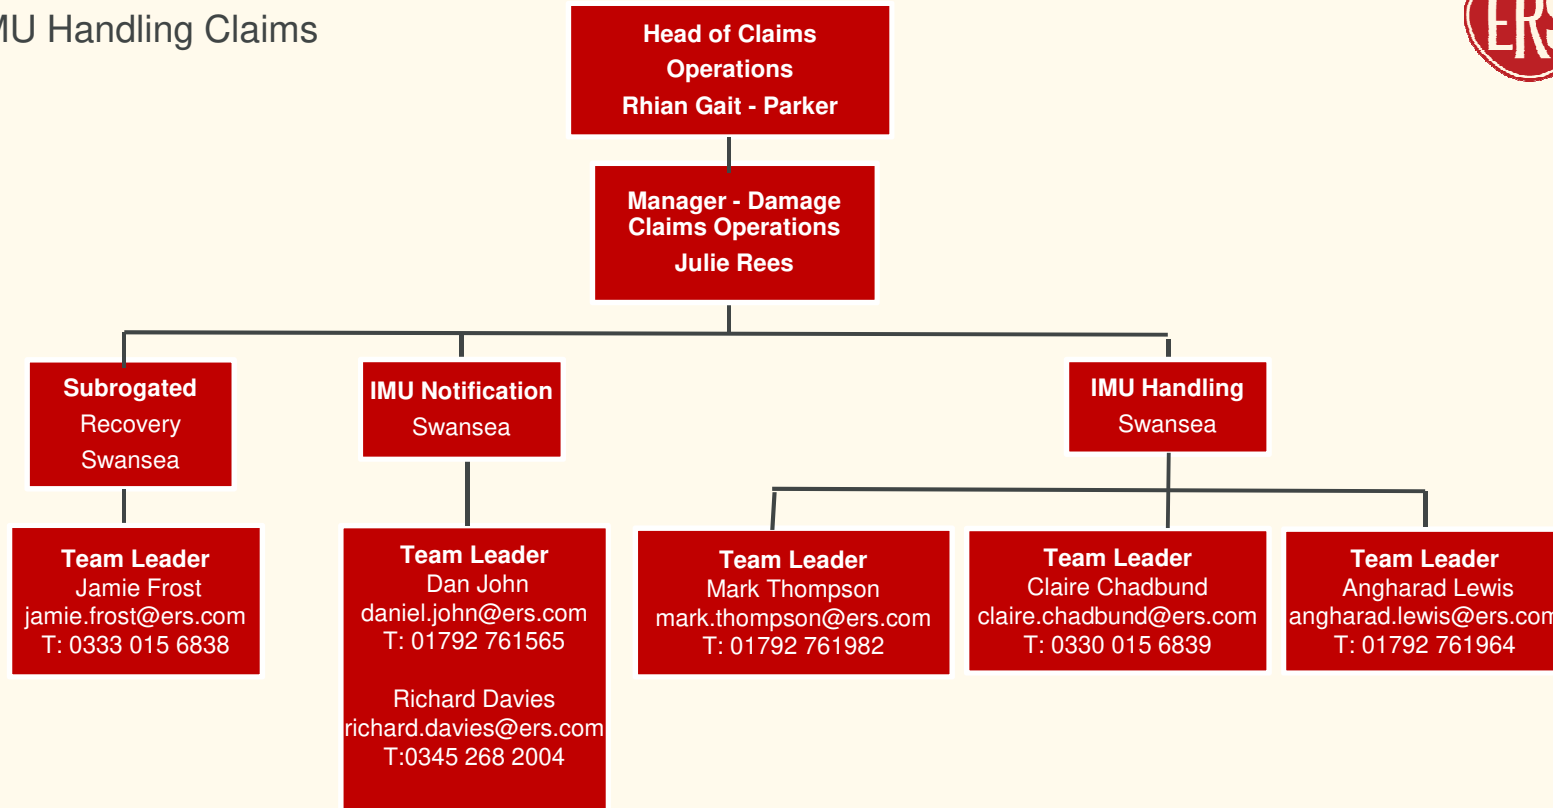 MU Handling Claims
ERS
Head of Claims
Operations
Rhian Gait - Parker
Manager - Damage
Claims Operations
Julie Rees
Subrogated
Recovery
Swansea
IMU Notification
Swansea
IMU Handling
Swansea
Team Leader
Jamie Frost
jamie.frost@ers.com
T: 0333 015 6838
Team Leader
Dan John
daniel.john@ers.com
T: 01792 761565
Richard Davies
richard.davies@ers.com
T:0345 268 2004
Team Leader
Mark Thompson
mark.thompson@ers.com
T: 01792 761982
Team Leader
Claire Chadbund
claire.chadbund@ers.com
T: 0330 015 6839
Team Leader
Angharad Lewis
angharad.lewis@ers.com
T: 01792 761964